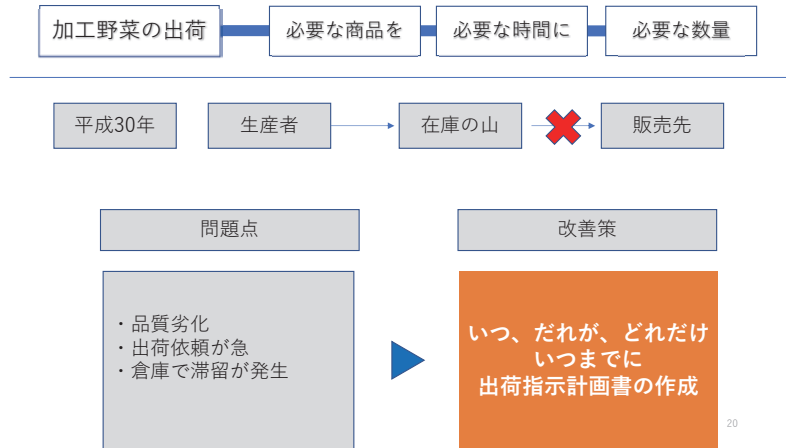 加工野菜の出荷
必要な商品を
必要な時間に
必要な数量
平成30年
生産者
在庫の山
販売先
問題点
改善策
・品質劣化
・出荷依頼が急
・倉庫で滞留が発生
いつ、だれが、どれだけ
いつまでに
出荷指示計画書の作成
20